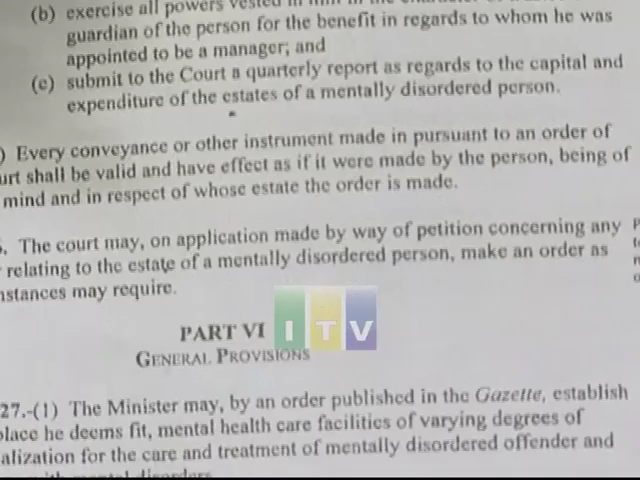 (b) exercise all powers vested in him in the character of
guardian of the person for the benefit in regards to whom he was
appointed to be a manager; and
(c) submit to the Court a quarterly report as regards to the capital and
expenditure of the estates of a mentally disordered person.
) Every conveyance or other instrument made in pursuant to an order of
urt shall be valid and have effect as if it were made by the person, being of
mind and in respect of whose estate the order is made.
. The court may, on application made by way of petition concerning any
relating to the estate of a mentally disordered person, make an order as
nstances may require.
ITV
PART VI
GENERAL PROVISIONS
27.-(1) The Minister may, by an order published in the Gazette, establish
place he deems fit, mental health care facilities of varying degrees of
alization for the care and treatment of mentally disordered offender and